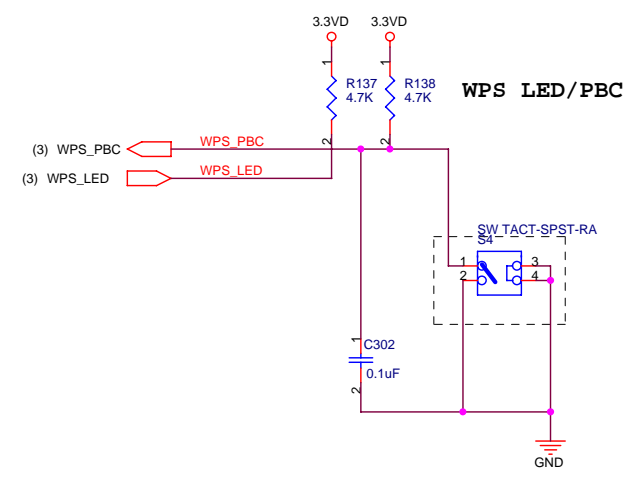 3.3VD 3.3VD
1 1
R137 R138
4.7K 4.7K
WPS LED/PBC
2 2
(3) WPS_PBC WPS_PBC
(3) WPS_LED WPS_LED
SW TACT-SPST-RA
S4
1 3
2 4
1
C302
0.1uF
2
GND